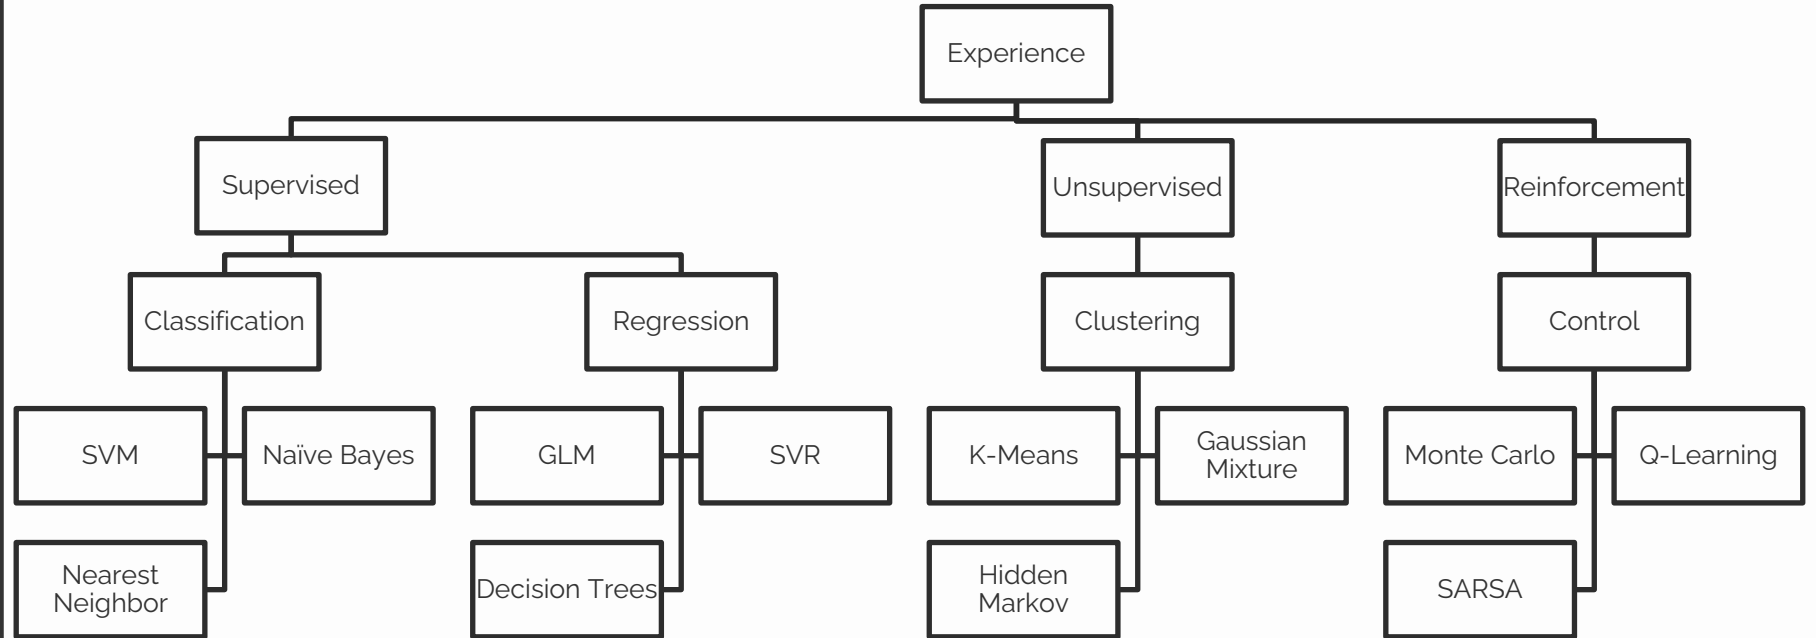 Experience
Supervised
Unsupervised
Reinforcement
Classification
Regression
Clustering
Control
SVM
Naïve Bayes
GLM
SVR
K-Means
Gaussian
Mixture
Monte Carlo
Q-Learning
Nearest
Neighbor
Decision Trees
Hidden
Markov
SARSA